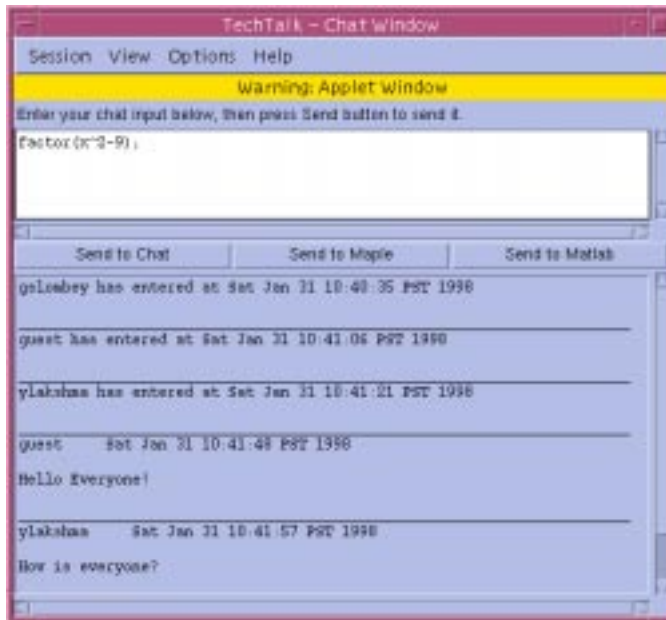 TechTalk - Chat Window
Session View Options Help
Warning: Applet Window
Enter your chat input below, then press Send button to send it.
factor(x^2-9);
Send to Chat Send to Maple Send to Matlab
has entered at Sat Jan 31 10:40:35 PST 1998
guest has entered at Sat Jan 31 10:41:06 PST 1998
ylakshma has entered at Sat Jan 31 10:41:21 PST 1998
guest Sat Jan 31 10:41:48 PST 1998
Hello Everyone!
ylakshma Sat Jan 31 10:41:57 PST 1998
How is everyone?